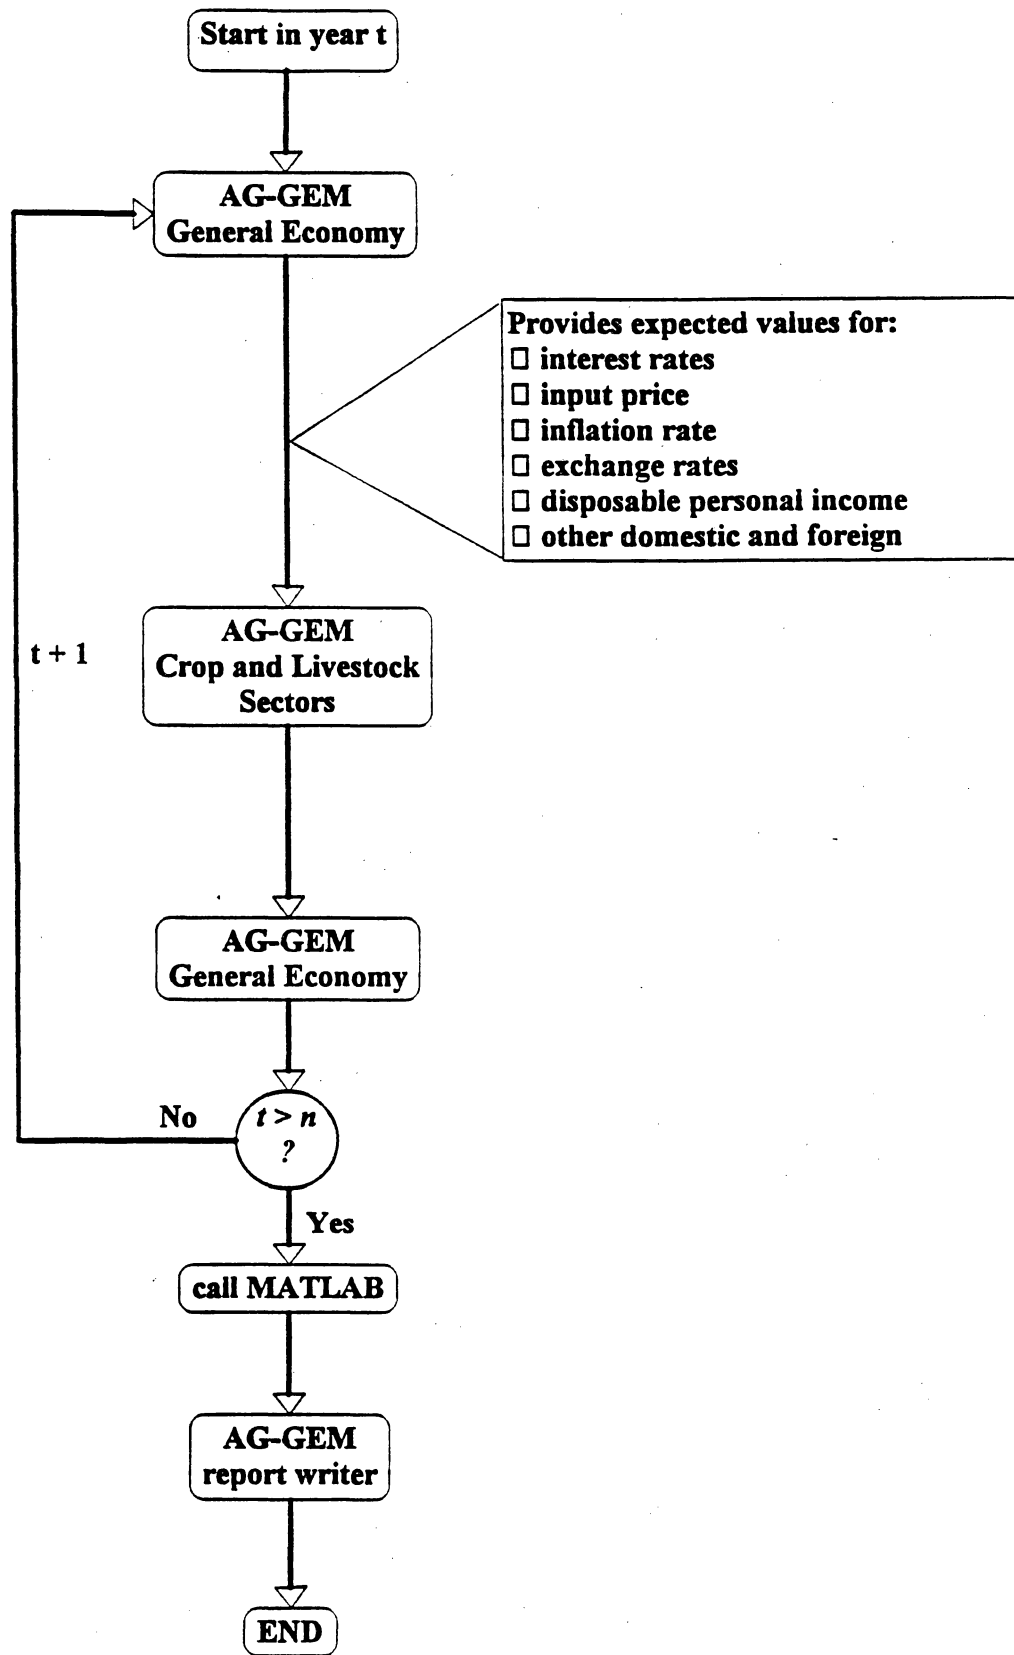 Start in year t
AG-GEM
General Economy
Provides expected values for:
☐ interest rates
☐ input price
☐ inflation rate
☐ exchange rates
☐ disposable personal income
☐ other domestic and foreign
AG-GEM
Crop and Livestock
Sectors
t + 1
AG-GEM
General Economy
t > n
?
No
Yes
call MATLAB
AG-GEM
report writer
END